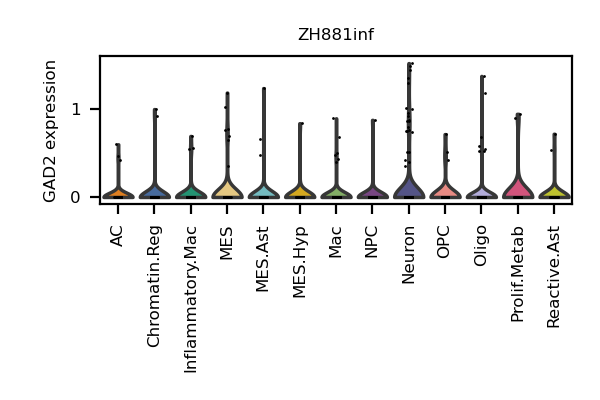 ZH881inf
GAD2 expression
1
0
AC
Chromatin.Reg
Inflammatory.Mac
MES
MES.Ast
MES.Hyp
Mac
NPC
Neuron
OPC
Oligo
Prolif.Metab
Reactive.Ast